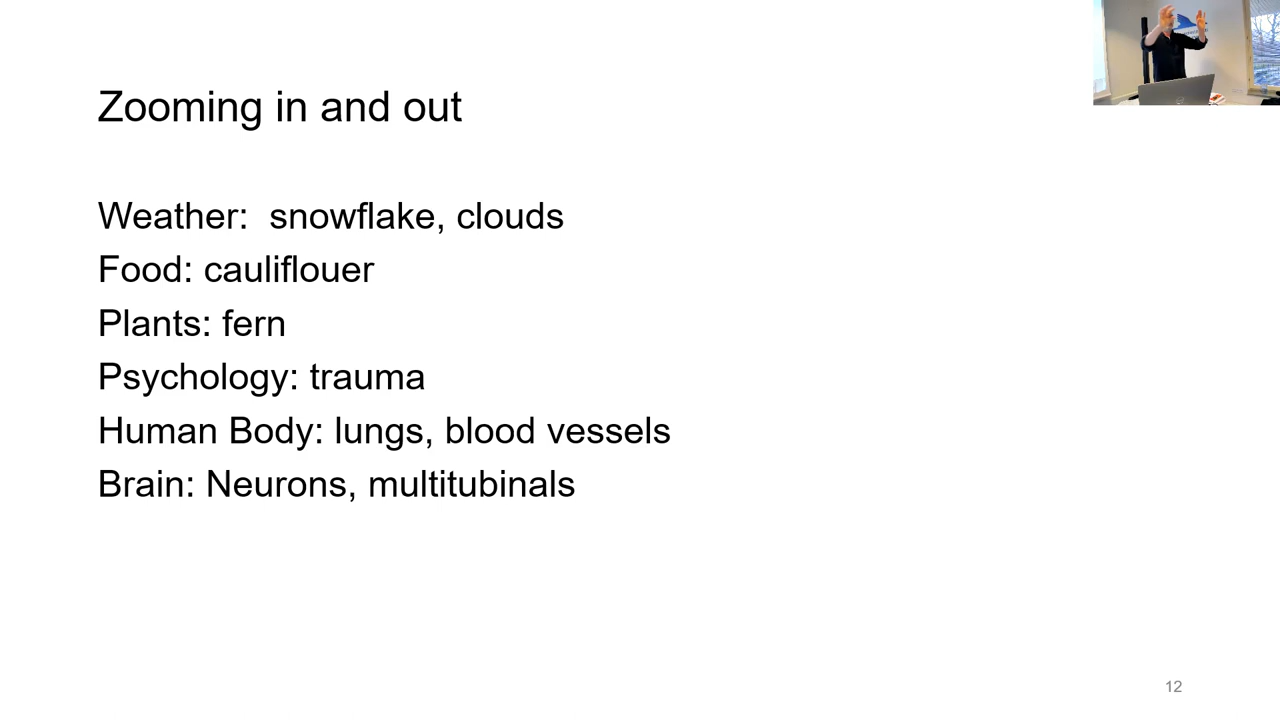 Zooming in and out
Weather:  snowflake, clouds
Food: cauliflouer
Plants: fern
Psychology: trauma
Human Body: lungs, blood vessels
Brain: Neurons, multitubinals
12